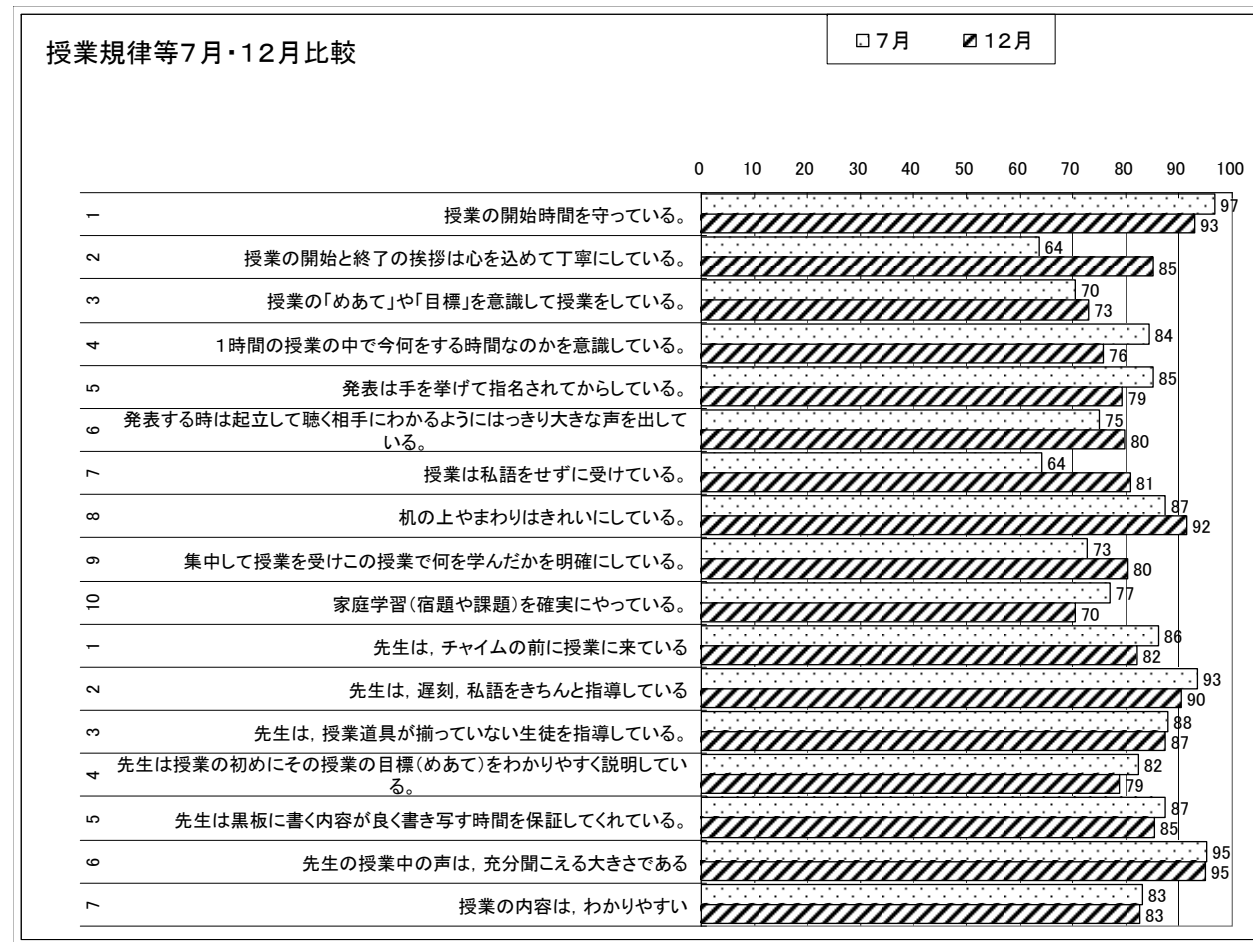 授業規律等7月・12月比較
7月 12月
0 10 20 30 40 50 60 70 80 90 100
1 授業の開始時間を守っている。 97 93
2 授業の開始と終了の挨拶は心を込めて丁寧にしている。 64 85
3 授業の「めあて」や「目標」を意識して授業をしている。 70 73
4 1時間の授業の中で今何をする時間なのかを意識している。 84 76
5 発表は手を挙げて指名されてからしている。 85 79
6 発表する時は起立して聴く相手にわかるようにはっきり大きな声を出して
いる。 75 80
7 授業は私語をせずに受けている。 64 81
8 机の上やまわりはきれいにしている。 87 92
9 集中して授業を受けこの授業で何を学んだかを明確にしている。 73 80
10 家庭学習(宿題や課題)を確実にやっている。 77 70
1 先生は,チャイムの前に授業に来ている 86 82
2 先生は,遅刻,私語をきちんと指導している 93 90
3 先生は,授業道具が揃っていない生徒を指導している。 88 87
4 先生は授業の初めにその授業の目標(めあて)をわかりやすく説明してい
る。 82 79
5 先生は黒板に書く内容が良く書き写す時間を保証してくれている。 87 85
6 先生の授業中の声は,充分聞こえる大きさである 95 95
7 授業の内容は,わかりやすい 83 83